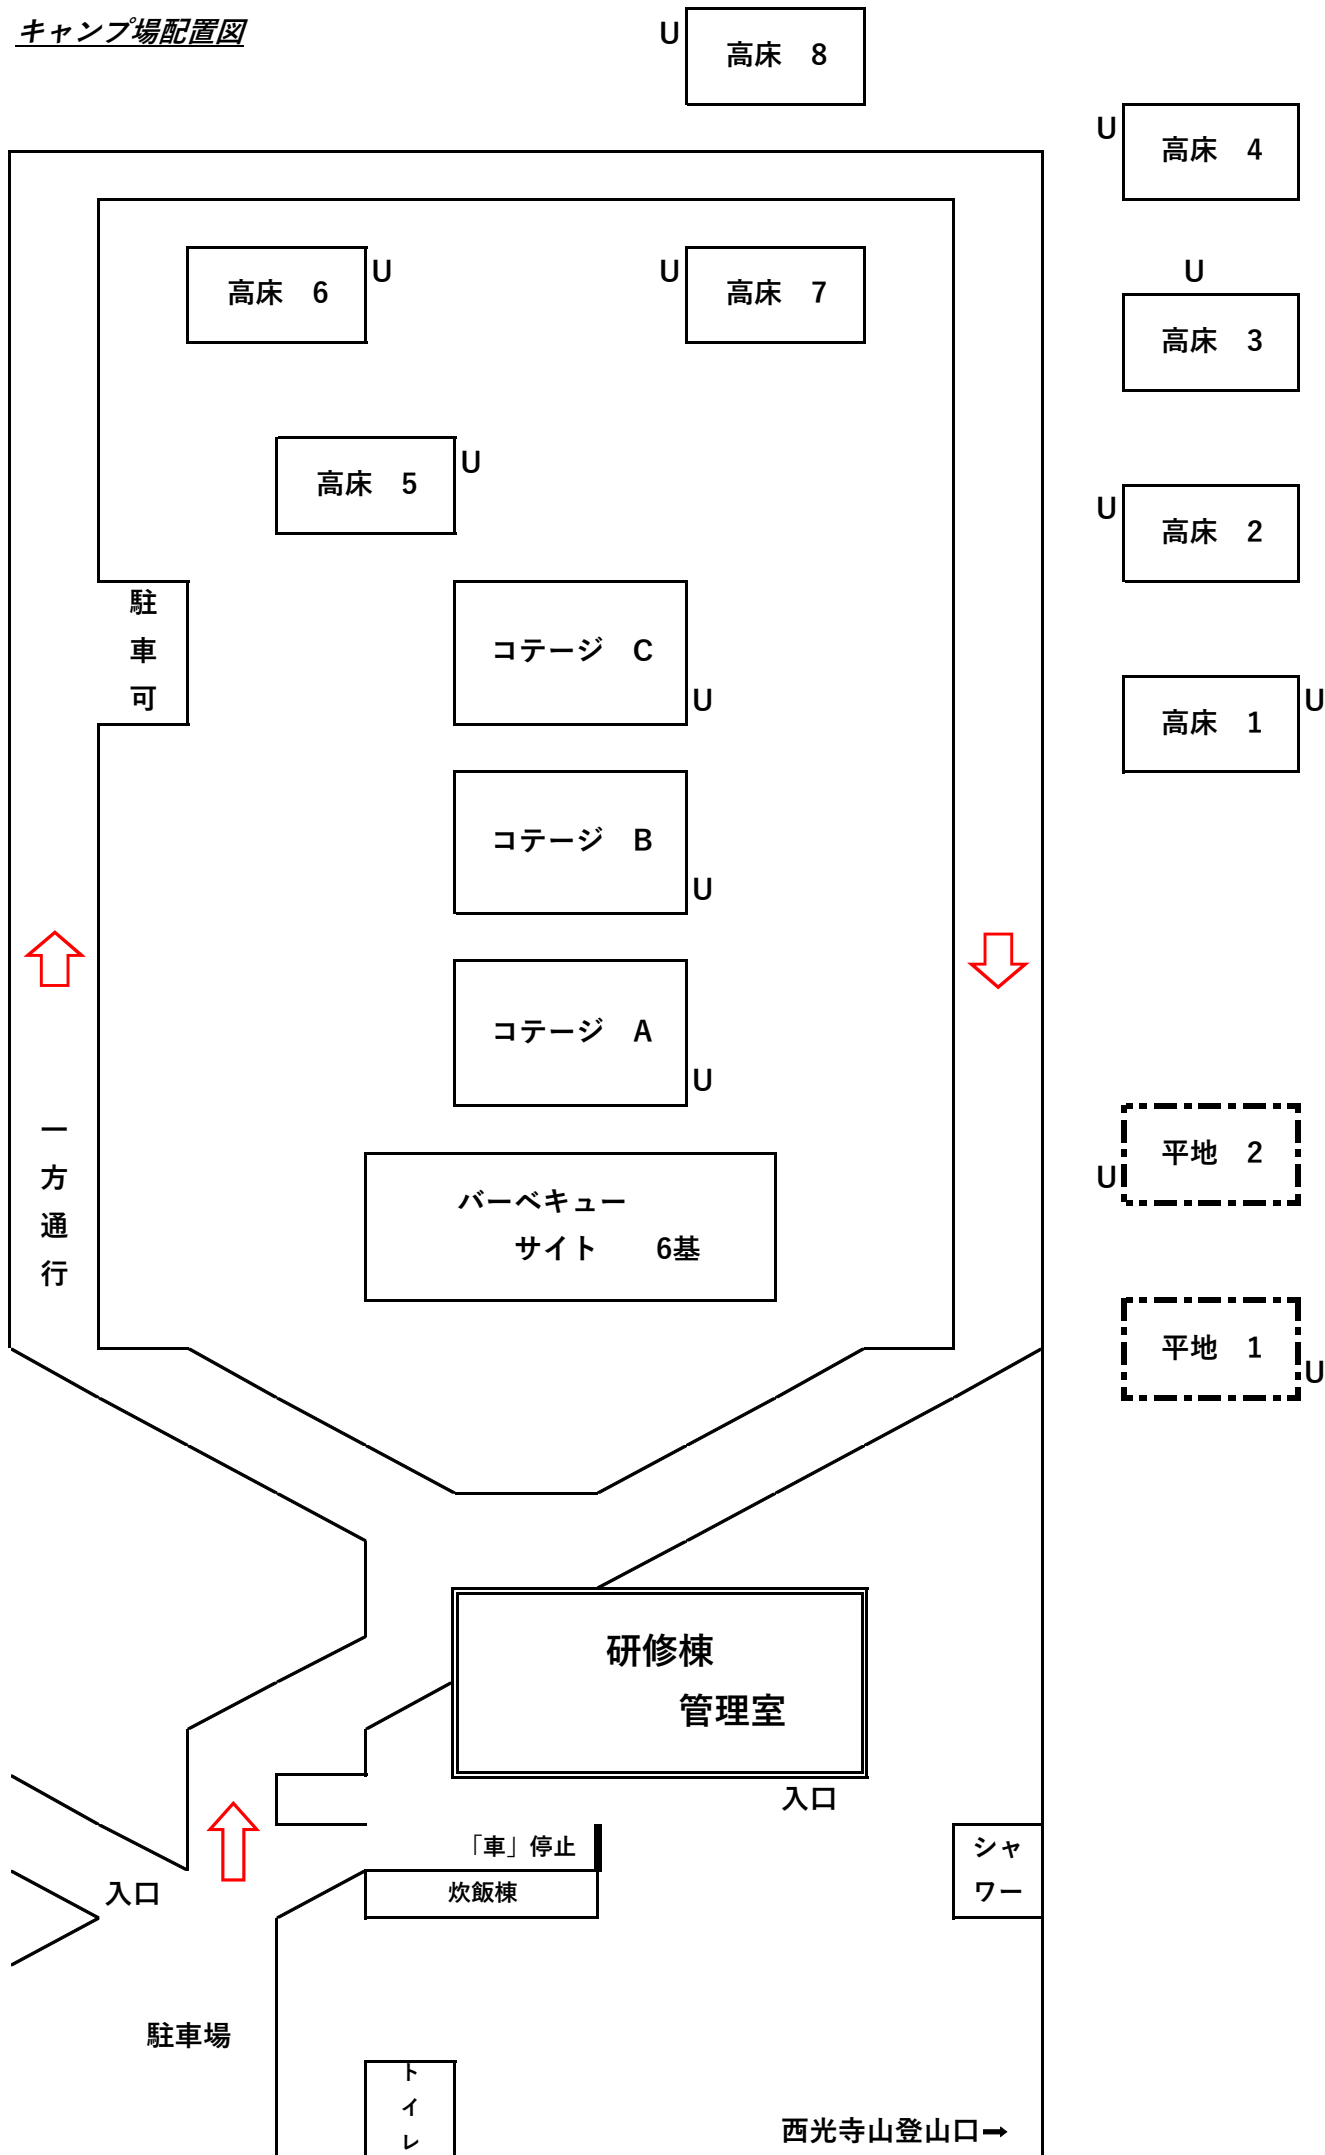 キャンプ場配置図
U
高床　8
U
高床　4
高床　6
U
U
高床　7
U
高床　3
高床　5
U
U
高床　2
駐
車
可
コテージ　C
U
高床　1
U
コテージ　B
U
コテージ　A
U
一
方
通
行
平地　2
U
バーベキュー
サイト　　6基
平地　1
U
研修棟
管理室
入口
「車」停止
炊飯棟
シャ
ワー
入口
駐車場
ト
イ
レ
西光寺山登山口➡